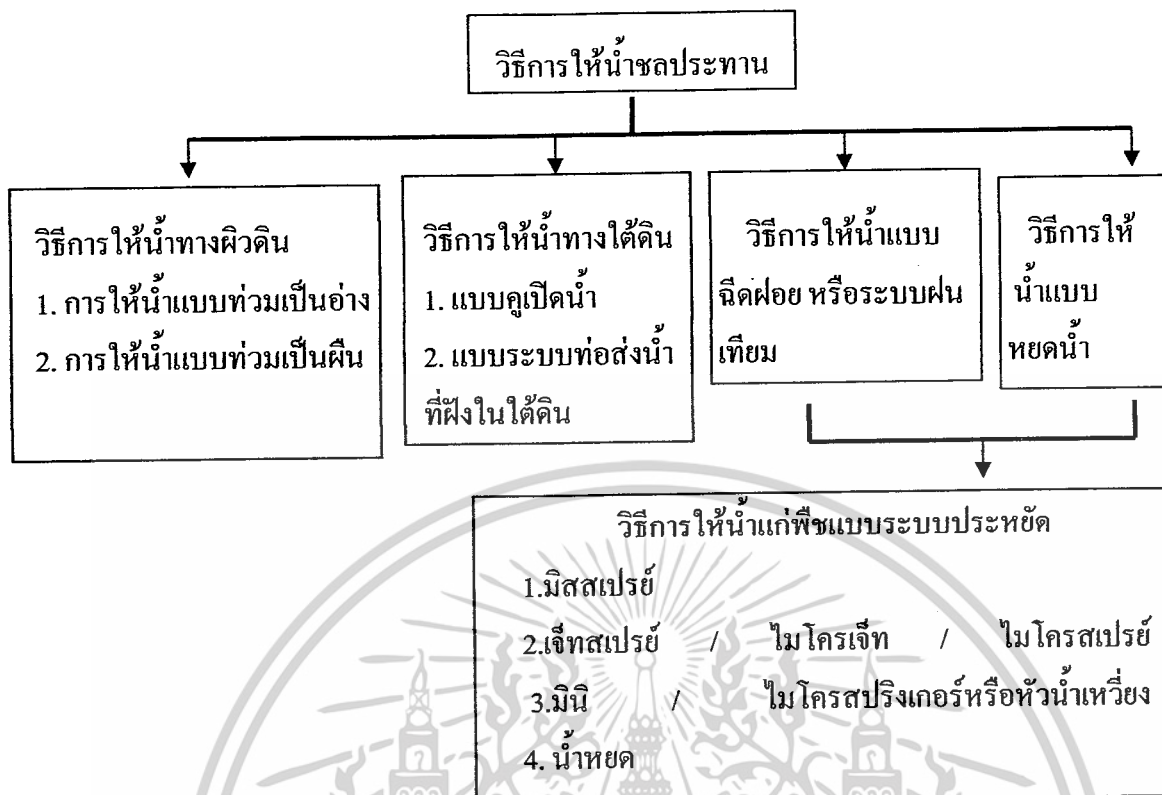 วิธีการให้น้ำชลประทาน
วิธีการให้น้ำทางผิวดิน
1. การให้น้ำแบบท่วมเป็นอ่าง
2. การให้น้ำแบบท่วมเป็นผืน
วิธีการให้น้ำทางใต้ดิน
1. แบบคูเปิดน้ำ
2. แบบระบบท่อส่งน้ำ
ที่ฝังในใต้ดิน
วิธีการให้น้ำแบบ
ฉีดฝอย หรือระบบฝน
เทียม
วิธีการให้
น้ำแบบ
หยดน้ำ
วิธีการให้น้ำแก่พืชแบบระบบประหยัด
1.มิสสเปรย์
2.เจ็ทสเปรย์ / ไมโครเจ็ท / ไมโครสเปรย์
3.มินิ / ไมโครสปริงเกอร์หรือหัวน้ำเหวี่ยง
4. น้ำหยด